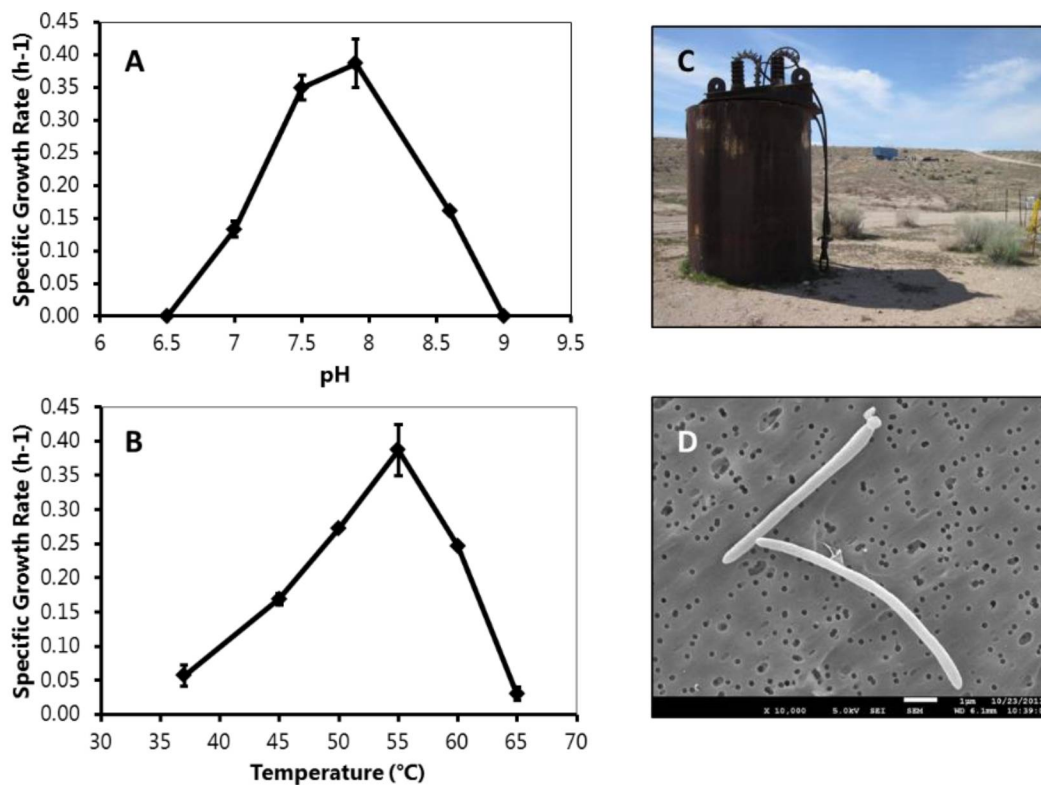 A
Specific Growth Rate (h-1)
0.45
0.40
0.35
0.30
0.25
0.20
0.15
0.10
0.05
0.00
6 6.5 7 7.5 8 8.5 9 9.5
pH
B
Specific Growth Rate (h-1)
0.45
0.40
0.35
0.30
0.25
0.20
0.15
0.10
0.05
0.00
30 35 40 45 50 55 60 65 70
Temperature (°C)
C
D
1μm 10/23/201
X 10,000 5.0kV SEI SEM WD 6.1mm 10:39:0